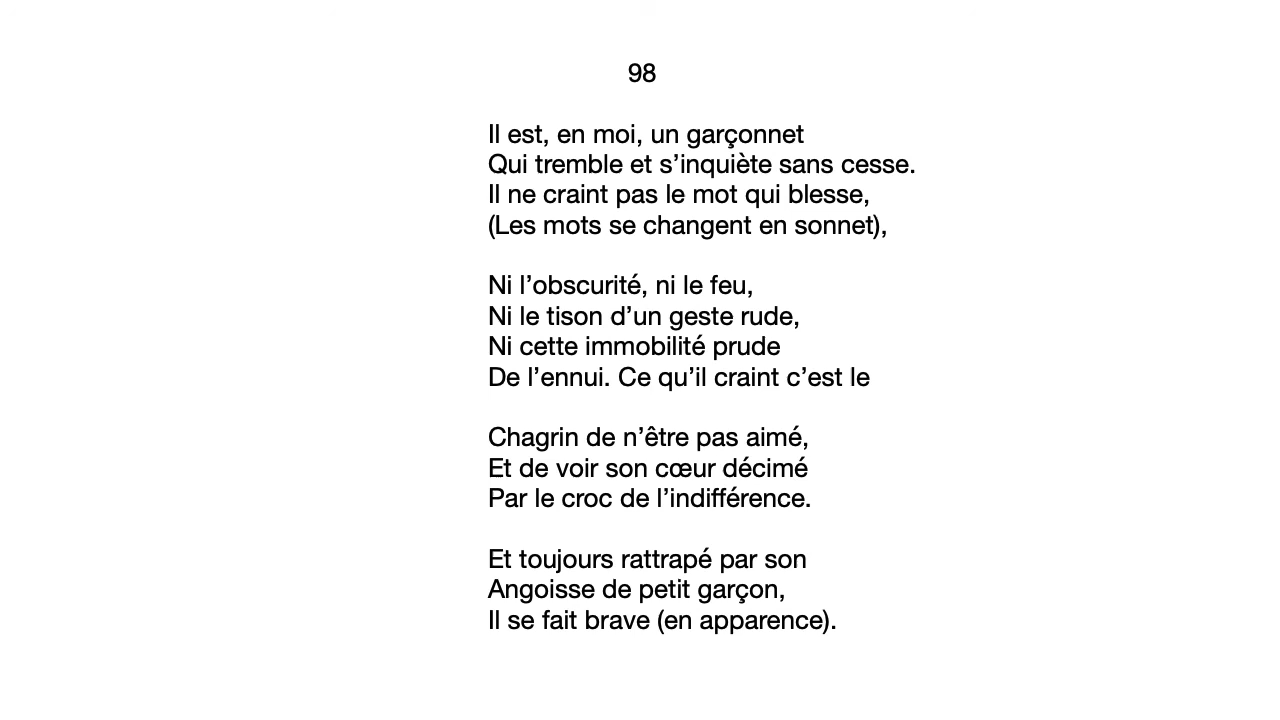 98
Il est, en moi, un garçonnet
Qui tremble et s’inquiète sans cesse.
Il ne craint pas le mot qui blesse,
(Les mots se changent en sonnet),
Ni l’obscurité, ni le feu,
Ni le tison d’un geste rude,
Ni cette immobilité prude
De l’ennui. Ce qu’il craint c’est le
Chagrin de n’être pas aimé,
Et de voir son cœur décimé
Par le croc de l’indifférence.
Et toujours rattrapé par son
Angoisse de petit garçon,
Il se fait brave (en apparence).